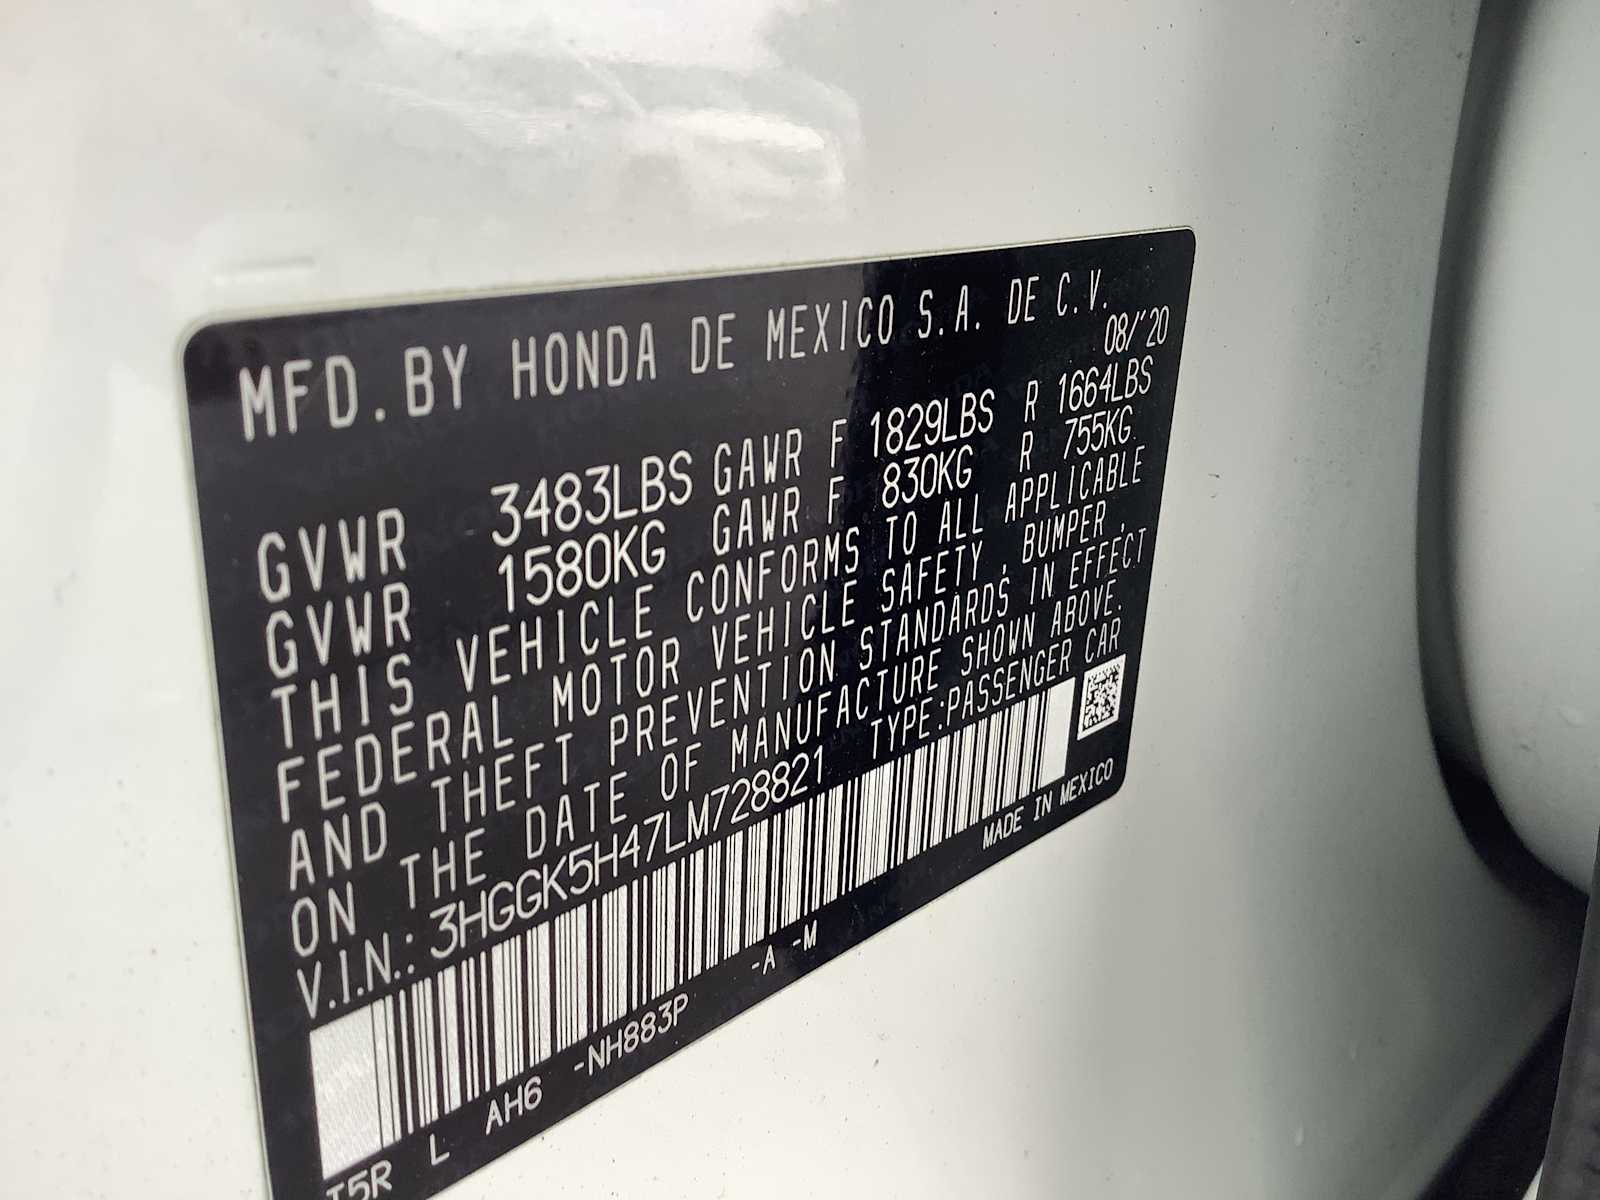 MFD. BY HONDA DE MEXICO S.A. DE C.V.
08/'20
GVWR 3483LBS GAWR F 1829LBS R 1664LBS
GVWR 1580KG GAWR F 830KG R 755KG
THIS VEHICLE CONFORMS TO ALL APPLICABLE
FEDERAL MOTOR VEHICLE SAFETY, BUMPER,
AND THEFT PREVENTION STANDARDS IN EFFECT
ON THE DATE OF MANUFACTURE SHOWN ABOVE.
V.I.N.: 3HGGK5H47LM728821 TYPE:PASSENGER CAR
MADE IN MEXICO
T5R L AH6 -NH883P -A -M